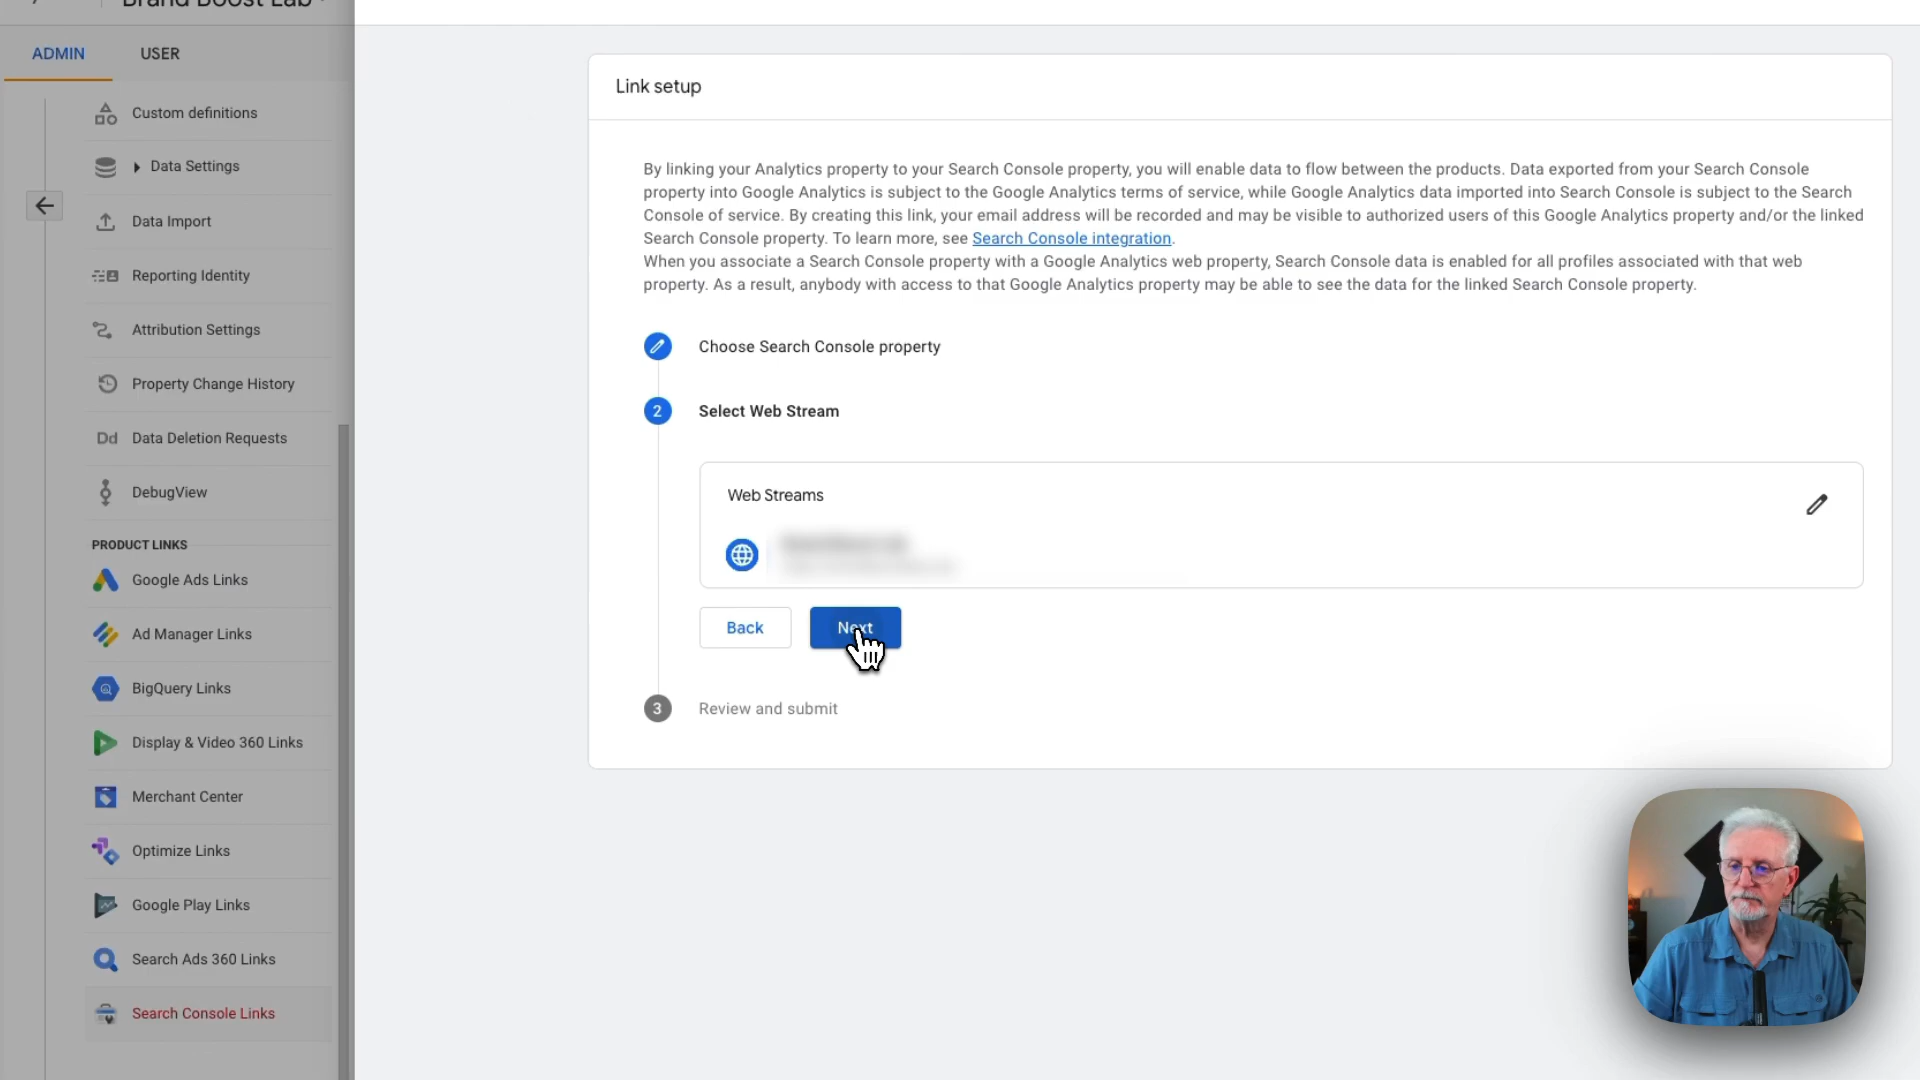 Brand Boost Lab
ADMIN
USER
Custom definitions
Data Settings
Data Import
Reporting Identity
Attribution Settings
Property Change History
Dd Data Deletion Requests
DebugView
PRODUCT LINKS
Google Ads Links
Ad Manager Links
BigQuery Links
Display & Video 360 Links
Merchant Center
Optimize Links
Google Play Links
Search Ads 360 Links
Search Console Links
Link setup
By linking your Analytics property to your Search Console property, you will enable data to flow between the products. Data exported from your Search Console
property into Google Analytics is subject to the Google Analytics terms of service, while Google Analytics data imported into Search Console is subject to the Search
Console of service. By creating this link, your email address will be recorded and may be visible to authorized users of this Google Analytics property and/or the linked
Search Console property. To learn more, see Search Console integration.
When you associate a Search Console property with a Google Analytics web property, Search Console data is enabled for all profiles associated with that web
property. As a result, anybody with access to that Google Analytics property may be able to see the data for the linked Search Console property.
Choose Search Console property
2 Select Web Stream
Web Streams
Back
Next
3 Review and submit